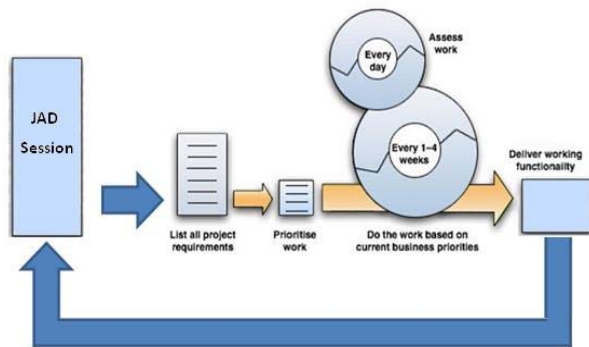 JAD
Session
List all project
requirements
Prioritise
work
Every
day
Assess
work
Every 1–4
weeks
Do the work based on
current business priorities
Deliver working
functionality